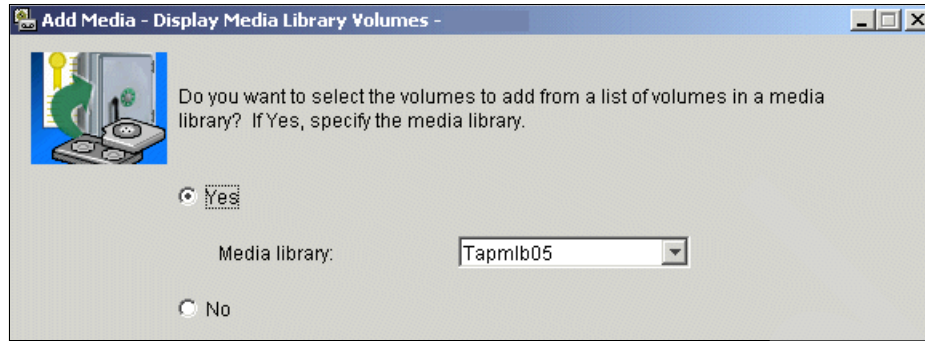 Add Media - Display Media Library Volumes -
Do you want to select the volumes to add from a list of volumes in a media
library? If Yes, specify the media library.
Yes
Media library: Tapmlb05
No